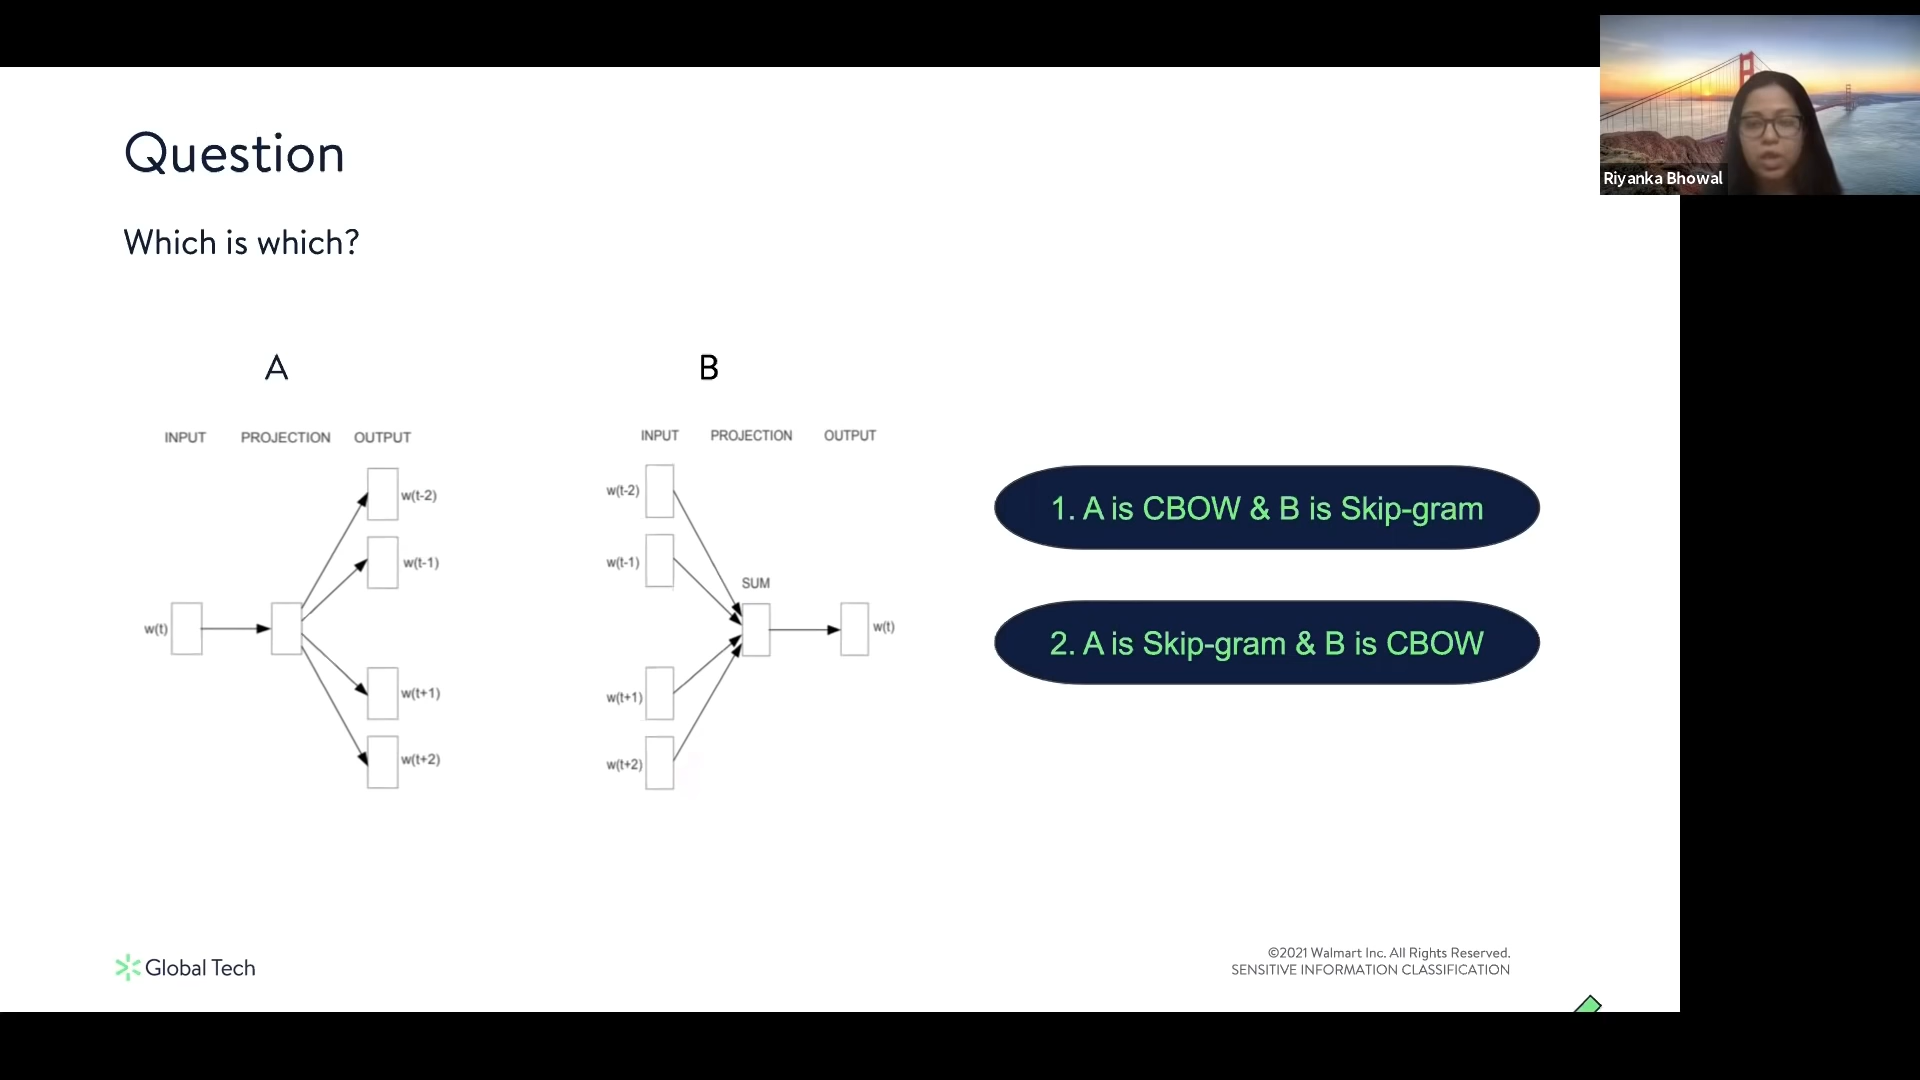 Question
Which is which?
A
INPUT PROJECTION OUTPUT
w(t-2)
w(t-1)
w(t)
w(t+1)
w(t+2)
B
INPUT PROJECTION OUTPUT
w(t-2)
w(t-1)
SUM
w(t)
w(t+1)
w(t+2)
1. A is CBOW & B is Skip-gram
2. A is Skip-gram & B is CBOW
Global Tech
©2021 Walmart Inc. All Rights Reserved.
SENSITIVE INFORMATION CLASSIFICATION
Riyanka Bhowal